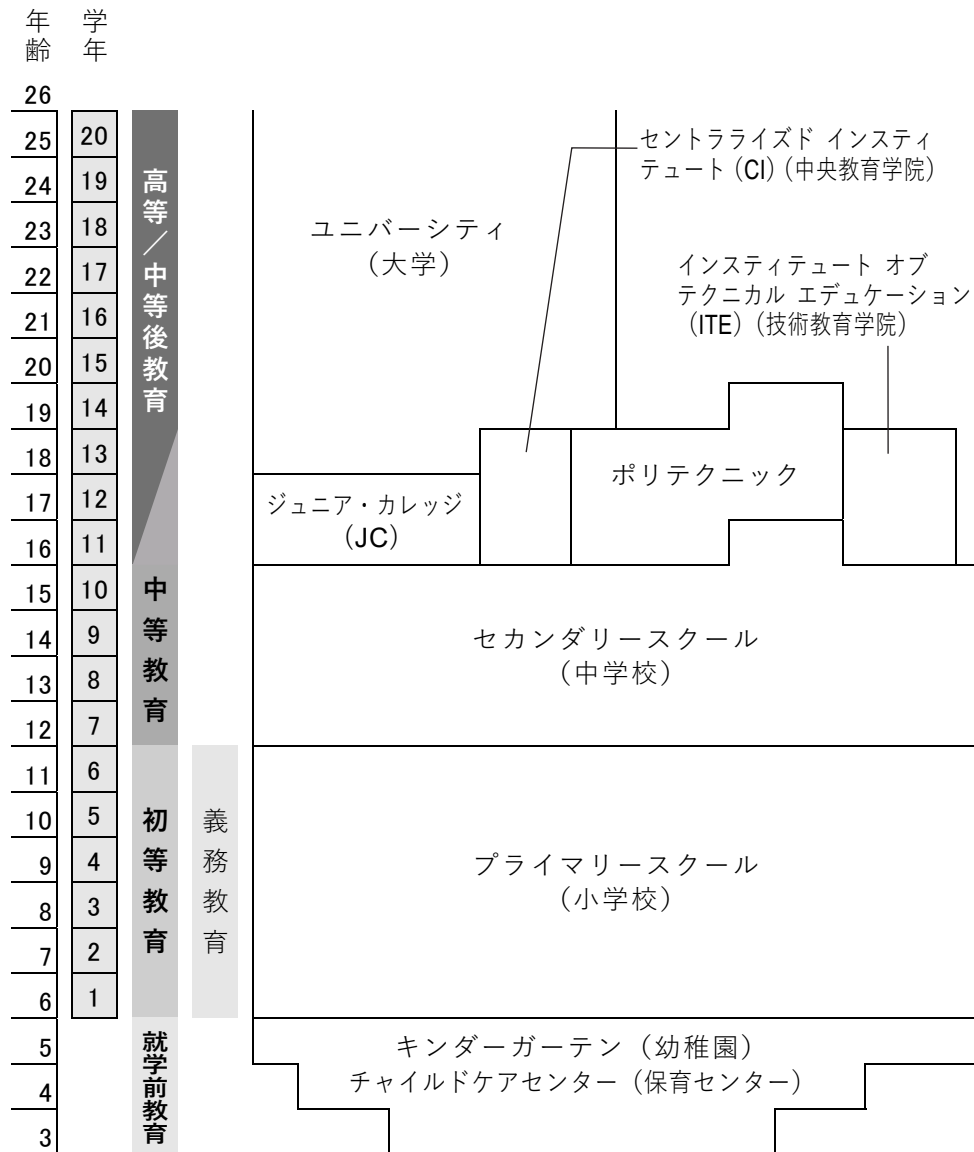 年齢
学年
26
25 20
24 19
23 18
22 17
21 16
20 15
19 14
18 13
17 12
16 11
15 10
14 9
13 8
12 7
11 6
10 5
9 4
8 3
7 2
6 1
5
4
3
高等／中等後教育
中等教育
初等教育
就学前教育
義務教育
セントラライズド インスティ
テュート (CI) (中央教育学院)
ユニバーシティ
(大学)
インスティテュート オブ
テクニカル エデュケーション
(ITE) (技術教育学院)
ポリテクニック
ジュニア・カレッジ
(JC)
セカンダリースクール
(中学校)
プライマリースクール
(小学校)
キンダーガーテン (幼稚園)
チャイルドケアセンター (保育センター)